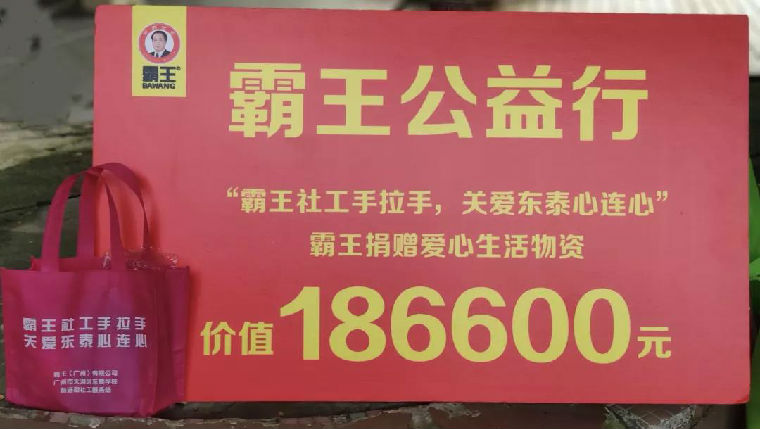 霸王
BAWANG
霸王公益行
“霸王社工手拉手，关爱东泰心连心”
霸王捐赠爱心生活物资
价值186600元
霸王社工手拉手
关爱东泰心连心
霸王（广州）有限公司